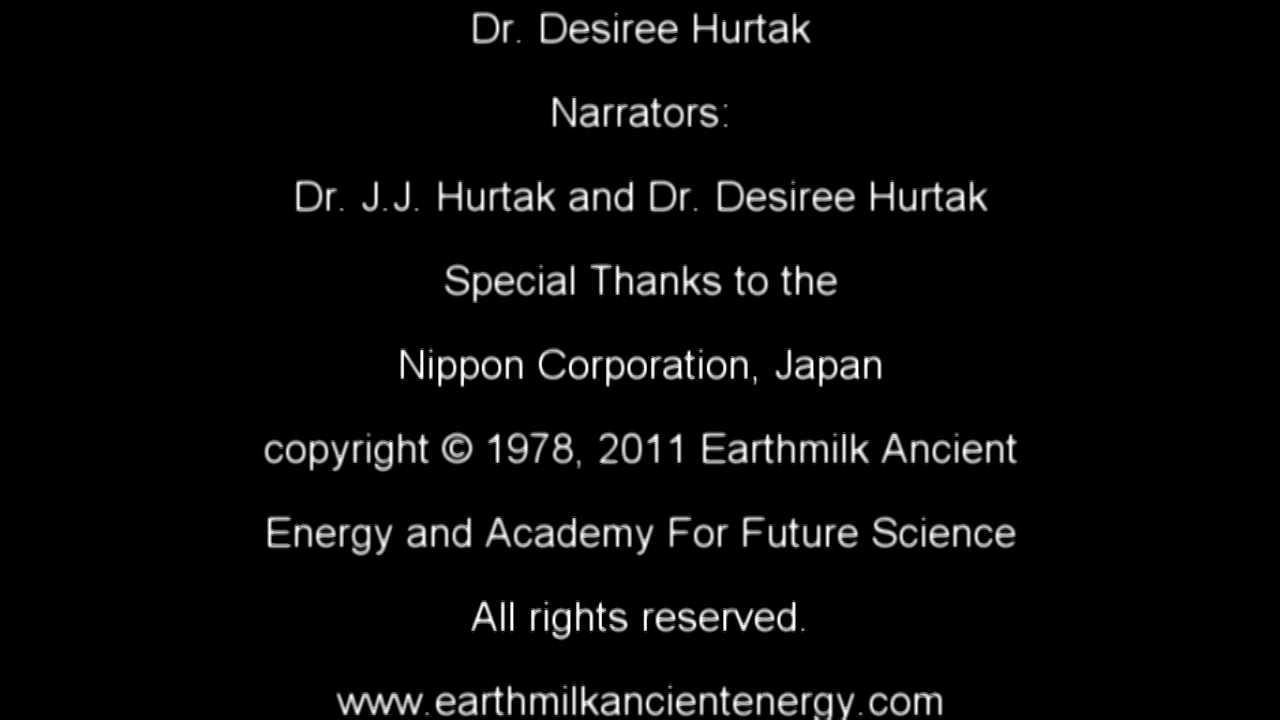 Dr. Desiree Hurtak
Narrators:
Dr. J.J. Hurtak and Dr. Desiree Hurtak
Special Thanks to the
Nippon Corporation, Japan
copyright © 1978, 2011 Earthmilk Ancient
Energy and Academy For Future Science
All rights reserved.
www.earthmilkancientenergy.com